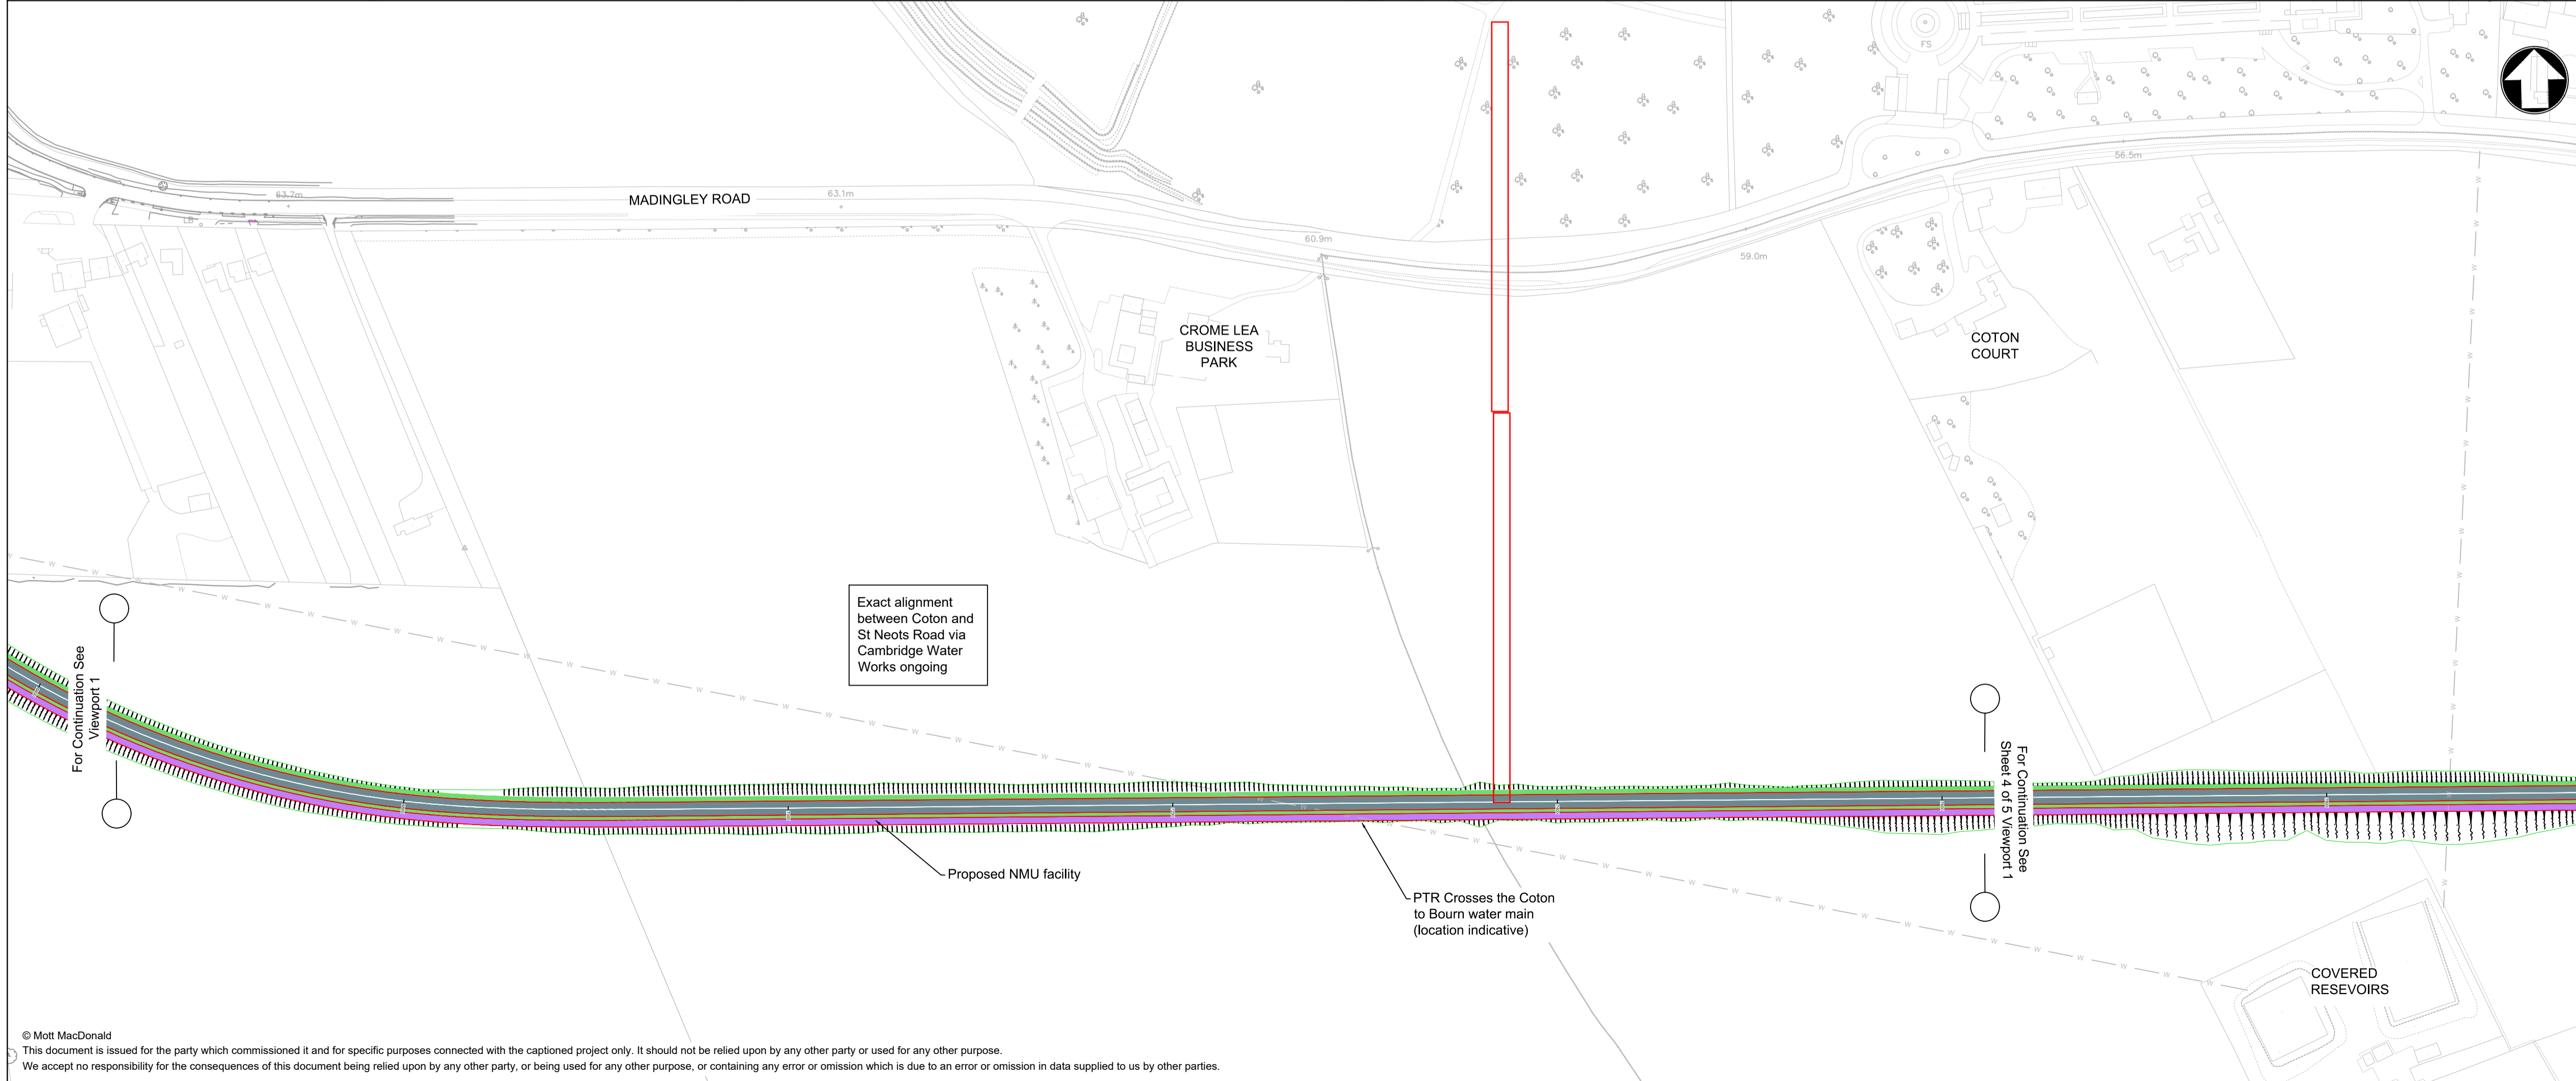 FS
56.5m
63.7m
MADINGLEY ROAD
63.1m
LB
60.9m
59.0m
CROME LEA
BUSINESS
PARK
COTON
COURT
Exact alignment
between Coton and
St Neots Road via
Cambridge Water
Works ongoing
For Continuation See
Viewport 1
For Continuation See
Sheet 4 of 5 Viewport 1
Proposed NMU facility
PTR Crosses the Coton
to Bourn water main
(location indicative)
COVERED
RESEVOIRS
© Mott MacDonald
This document is issued for the party which commissioned it and for specific purposes connected with the captioned project only. It should not be relied upon by any other party or used for any other purpose.
We accept no responsibility for the consequences of this document being relied upon by any other party, or being used for any other purpose, or containing any error or omission which is due to an error or omission in data supplied to us by other parties.